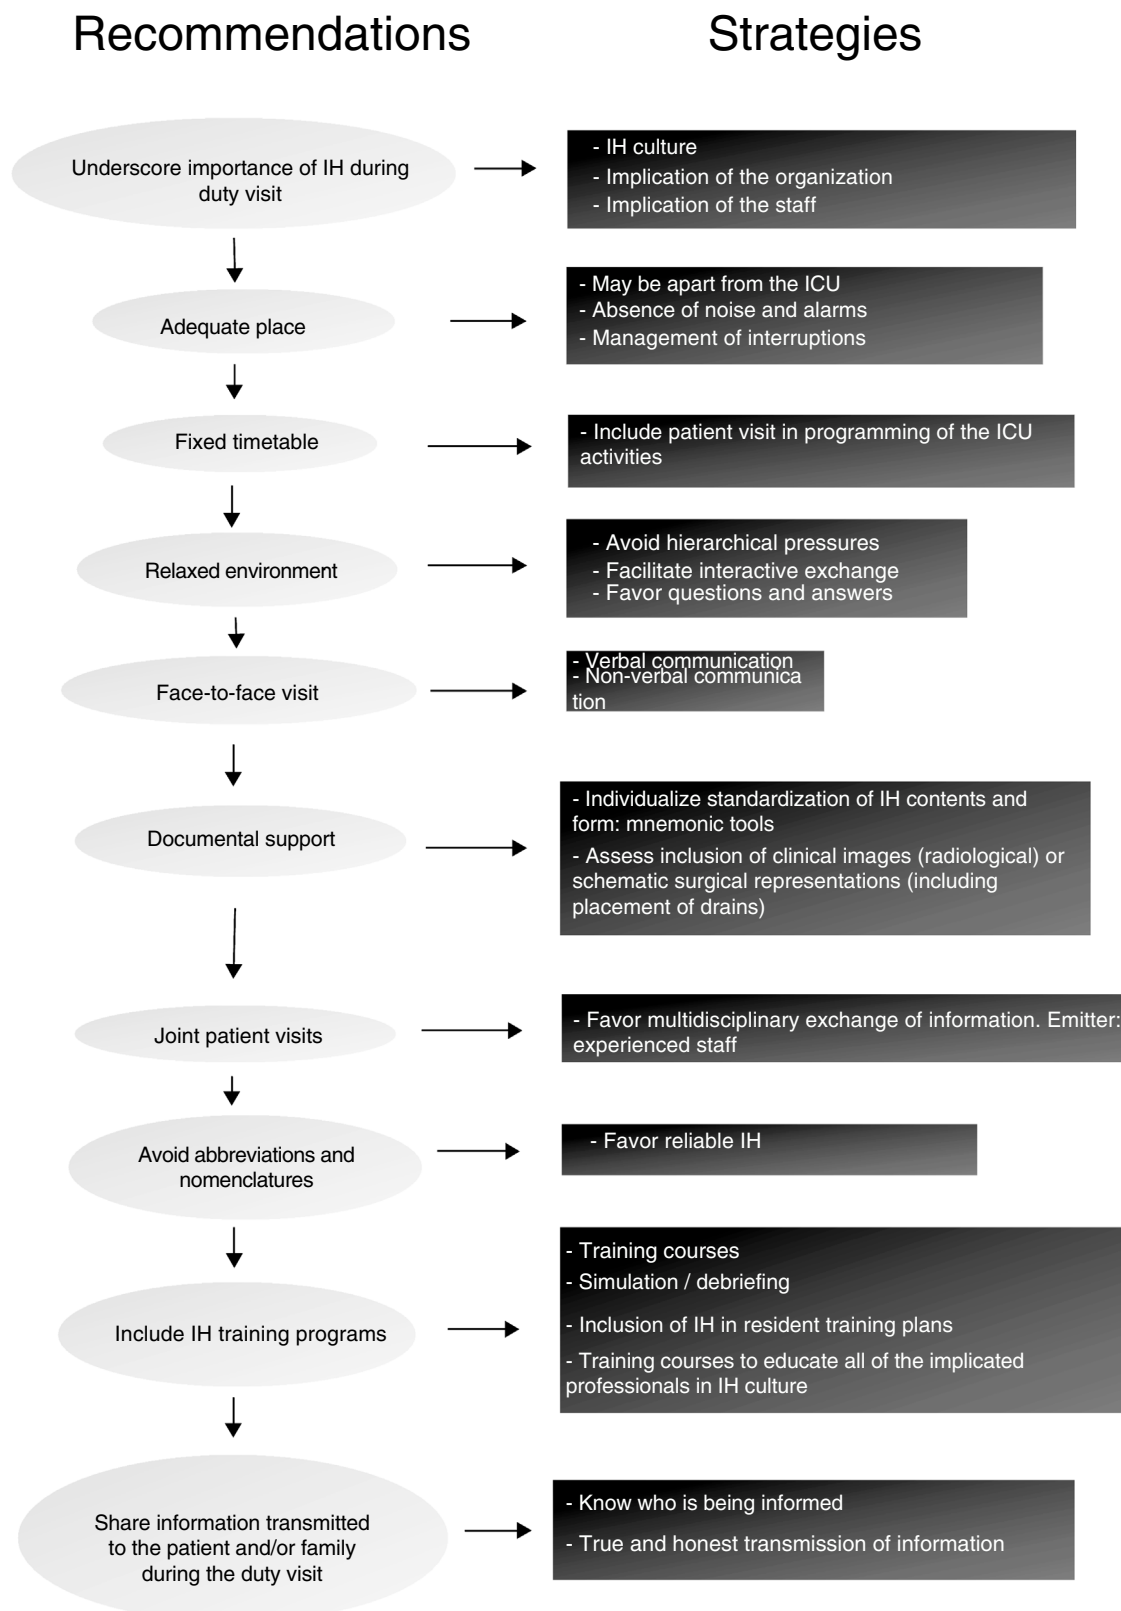 Recommendations
Strategies
Underscore importance of IH during
duty visit
- IH culture
- Implication of the organization
- Implication of the staff
Adequate place
- May be apart from the ICU
- Absence of noise and alarms
- Management of interruptions
Fixed timetable
- Include patient visit in programming of the ICU
activities
Relaxed environment
- Avoid hierarchical pressures
- Facilitate interactive exchange
- Favor questions and answers
Face-to-face visit
- Verbal communication
- Non-verbal communica
tion
Documental support
- Individualize standardization of IH contents and
form: mnemonic tools
- Assess inclusion of clinical images (radiological) or
schematic surgical representations (including
placement of drains)
Joint patient visits
- Favor multidisciplinary exchange of information. Emitter:
experienced staff
Avoid abbreviations and
nomenclatures
- Favor reliable IH
Include IH training programs
- Training courses
- Simulation / debriefing
- Inclusion of IH in resident training plans
- Training courses to educate all of the implicated
professionals in IH culture
Share information transmitted
to the patient and/or family
during the duty visit
- Know who is being informed
- True and honest transmission of information